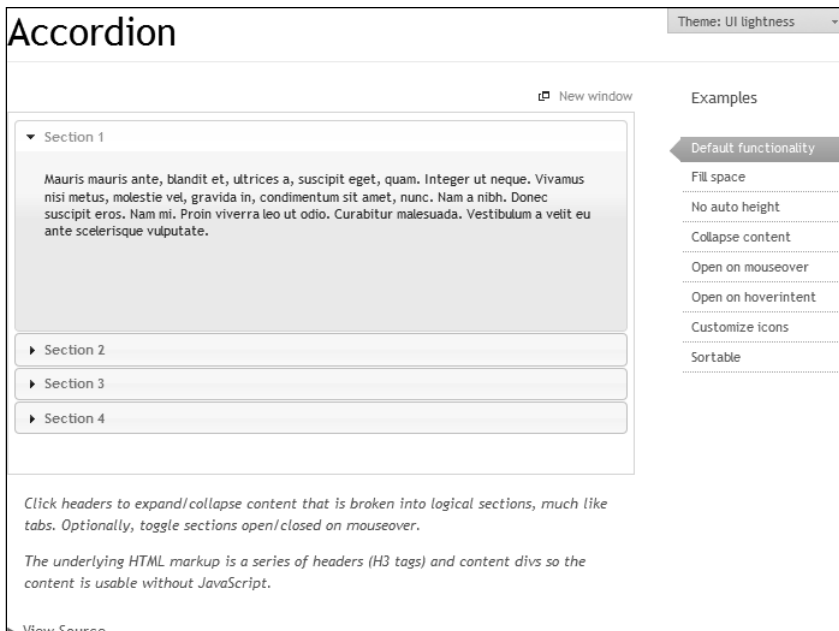 Accordion
Theme: UI lightness
New window
Section 1
Mauris mauris ante, blandit et, ultrices a, suscipit eget, quam. Integer ut neque. Vivamus
nisi metus, molestie vel, gravida in, condimentum sit amet, nunc. Nam a nibh. Donec
suscipit eros. Nam mi. Proin viverra leo ut odio. Curabitur malesuada. Vestibulum a velit eu
ante scelerisque vulputate.
Section 2
Section 3
Section 4
Click headers to expand/collapse content that is broken into logical sections, much like
tabs. Optionally, toggle sections open/closed on mouseover.
The underlying HTML markup is a series of headers (H3 tags) and content divs so the
content is usable without JavaScript.
View Source
Examples
Default functionality
Fill space
No auto height
Collapse content
Open on mouseover
Open on hoverintent
Customize icons
Sortable